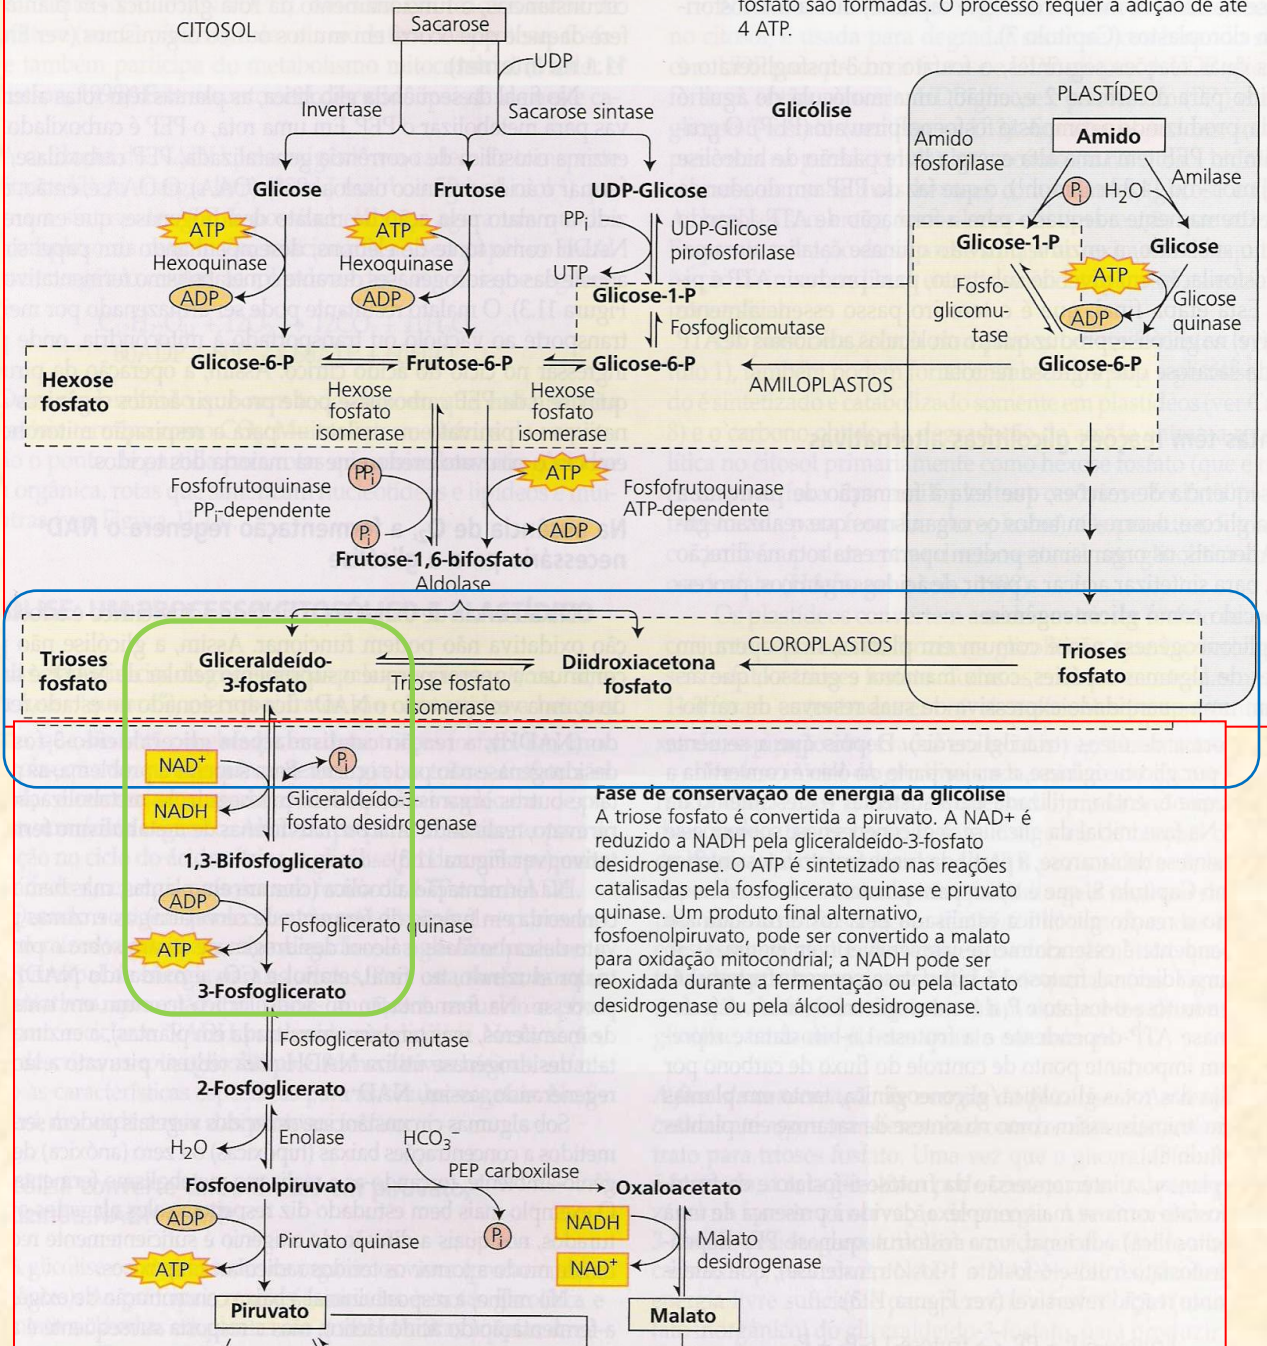 fosfato são formadas. O processo requer a adição de até
4 ATP.
CITOSOL
Sacarose
UDP
Invertase
Sacarose sintase
Glicólise
PLASTÍDEO
Amido
Amido
fosforilase
Pi
H2O
Amilase
Glicose
Frutose
UDP-Glicose
ATP
Hexoquinase
ADP
ATP
Hexoquinase
ADP
PPi
UTP
UDP-Glicose
pirofosforilase
Glicose-1-P
Fosfoglicomutase
Glicose-1-P
Glicose
ATP
ADP
Fosfo-
glicomu-
tase
Glicose
quinase
Hexose
fosfato
Glicose-6-P
Frutose-6-P
Glicose-6-P
AMILOPLASTOS
Glicose-6-P
Hexose
fosfato
isomerase
Hexose
fosfato
isomerase
Fosfofrutoquinase
PPi-dependente
PPi
Pi
ATP
ADP
Fosfofrutoquinase
ATP-dependente
Frutose-1,6-bifosfato
Aldolase
Trioses
fosfato
Gliceraldeído-
3-fosfato
Triose fosfato
isomerase
Diidroxiacetona
fosfato
CLOROPLASTOS
Trioses
fosfato
NAD+
NADH
Pi
Gliceraldeído-3-
fosfato desidrogenase
1,3-Bifosfoglicerato
ADP
ATP
Fosfoglicerato quinase
3-Fosfoglicerato
Fosfoglicerato mutase
2-Fosfoglicerato
H2O
Enolase
Fosfoenolpiruvato
ADP
ATP
Piruvato quinase
Piruvato
HCO3−
PEP carboxilase
Pi
Oxaloacetato
NADH
NAD+
Malato
desidrogenase
Malato
Fase de conservação de energia da glicólise
A triose fosfato é convertida a piruvato. A NAD+ é
reduzido a NADH pela gliceraldeído-3-fosfato
desidrogenase. O ATP é sintetizado nas reações
catalisadas pela fosfoglicerato quinase e piruvato
quinase. Um produto final alternativo,
fosfoenolpiruvato, pode ser convertido a malato
para oxidação mitocondrial; a NADH pode ser
reoxidada durante a fermentação ou pela lactato
desidrogenase, ou pela álcool desidrogenase.